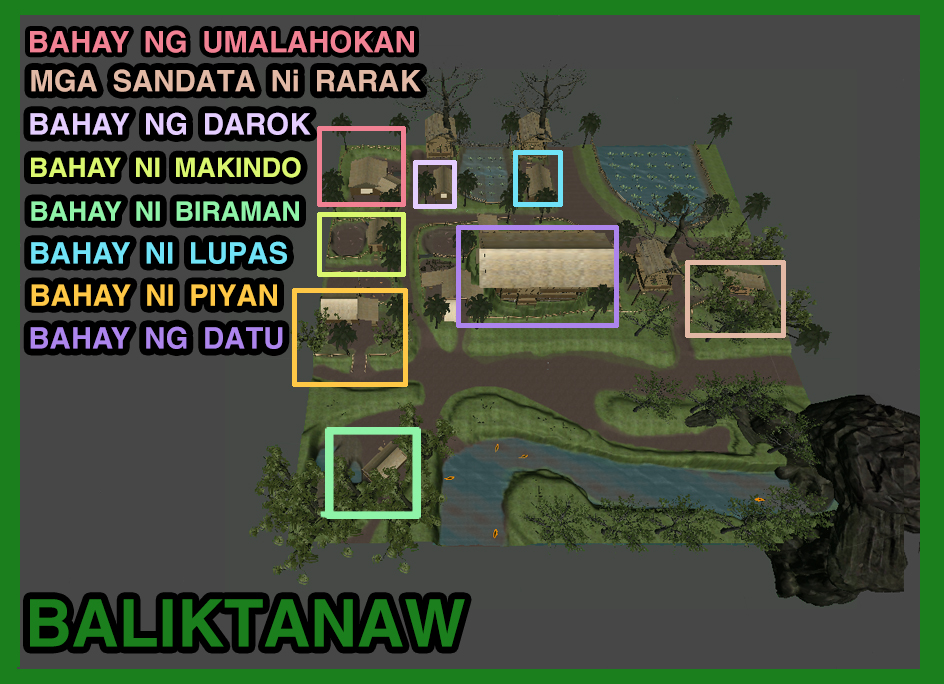 BAHAY NG UMALAHOKAN
MGA SANDATA Ni RARAK
BAHAY NG DAROK
BAHAY NI MAKINDO
BAHAY NI BIRAMAN
BAHAY NI LUPAS
BAHAY NI PIYAN
BAHAY NG DATU
BALIKTANAW